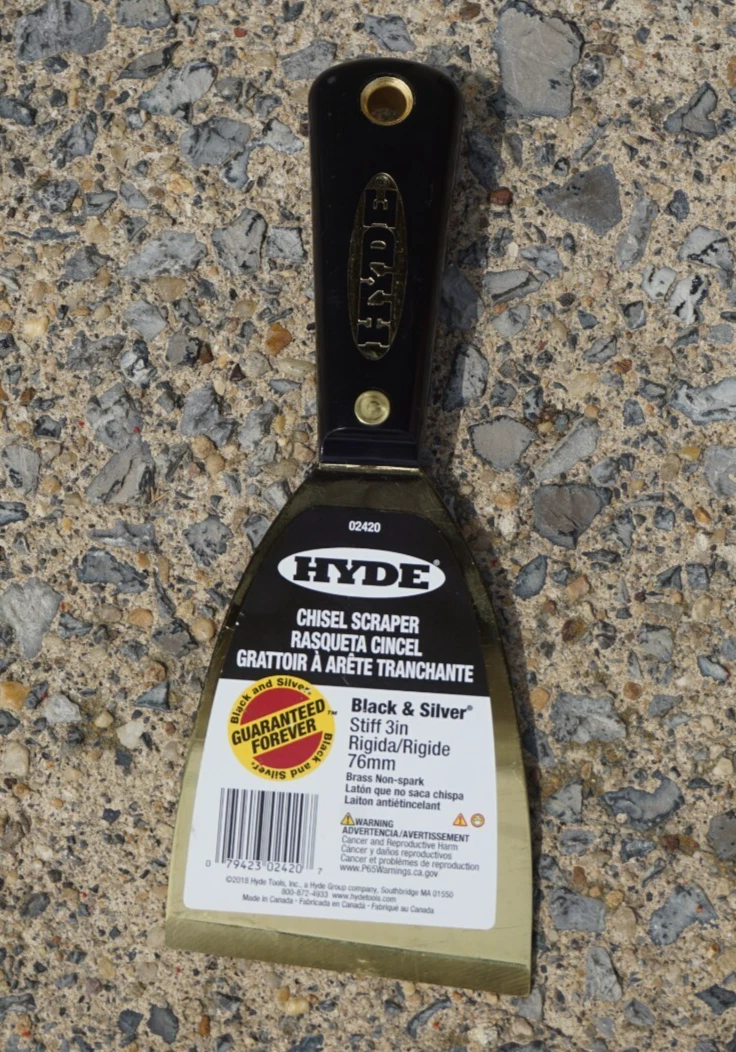 HYDE
02420
HYDE®
CHISEL SCRAPER
RASQUETA CINCEL
GRATTOIR À ARÊTE TRANCHANTE
Black and Silver™
GUARANTEED
FOREVER
Black and Silver
Black & Silver®
Stiff 3in
Rigida/Rigide
76mm
Brass Non-spark
Latón que no saca chispa
Laiton antiétincelant
WARNING
ADVERTENCIA/AVERTISSEMENT
Cancer and Reproductive Harm
Cáncer y daños reproductivos
Cancer et problèmes de reproduction
www.P65Warnings.ca.gov
0 79423 02420 7
©2018 Hyde Tools, Inc., a Hyde Group company, Southbridge MA 01550
800-872-4933 www.hydetools.com
Made in Canada - Fabricada en Canadá - Fabriqué au Canada